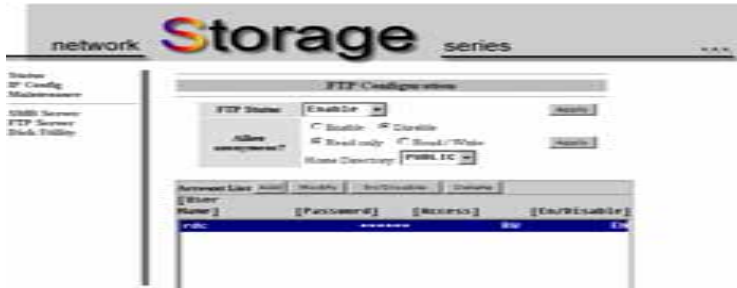 network Storage series
Status
IP Config
Maintenance
SMB Server
FTP Server
Disk Utility
FTP Configuration
FTP Status Enable Apply
Allow anonymous? Enable Disable
Read only Read / Write Apply
Home Directory PUBLIC
Account List Add Modify En/Disable Delete
[User Name] [Password] [Access] [En/Disable]
rdc ****** RW EN